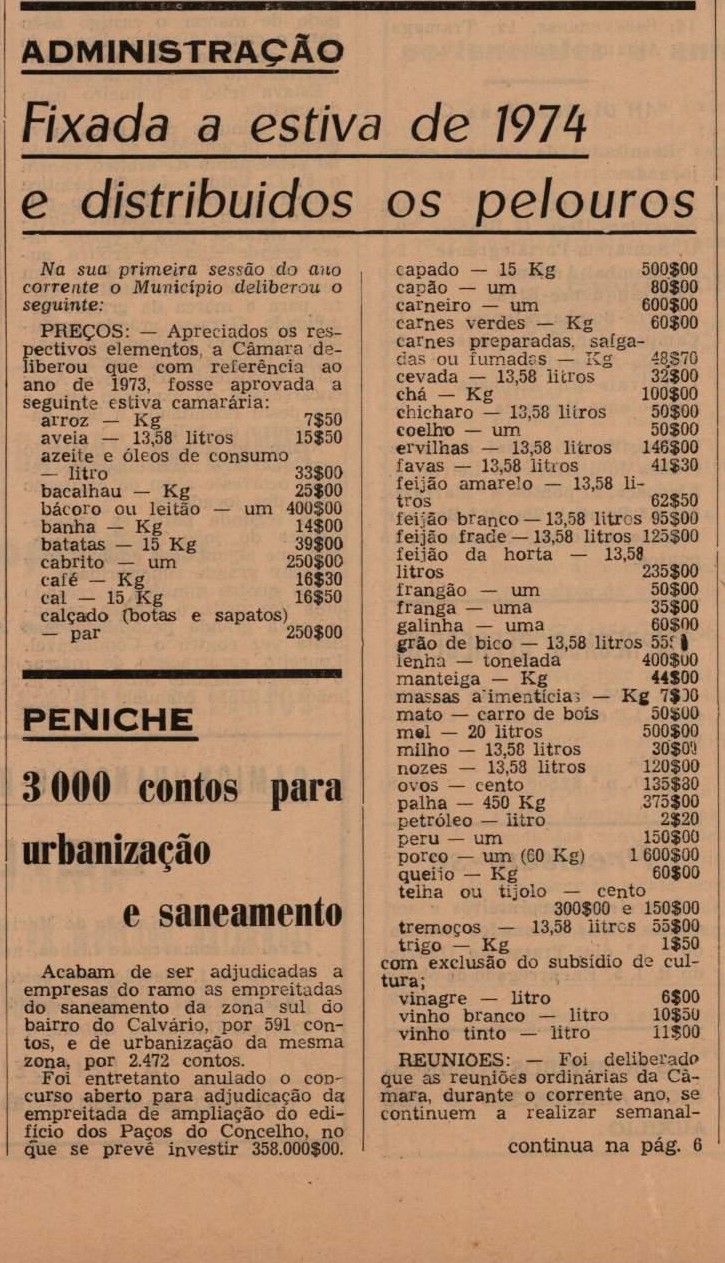 ADMINISTRAÇÃO
Fixada a estiva de 1974
e distribuidos os pelouros
Na sua primeira sessão do ano
corrente o Município deliberou o
seguinte:
PREÇOS: — Apreciados os res-
pectivos elementos, a Câmara de-
liberou que com referência ao
ano de 1973, fosse aprovada a
seguinte estiva camarária:
arroz — Kg 7$50
aveia — 13,58 litros 15$50
azeite e óleos de consumo
— litro 33$00
bacalhau — Kg 25$00
bácoro ou leitão — um 400$00
banha — Kg 14$00
batatas — 15 Kg 39$00
cabrito — um 250$00
café — Kg 16$30
cal — 15 Kg 16$50
calçado (botas e sapatos)
— par 250$00
PENICHE
3 000 contos para
urbanização
e saneamento
Acabam de ser adjudicadas a
empresas do ramo as empreitadas
do saneamento da zona sul do
bairro do Calvário, por 591 con-
tos, e de urbanização da mesma
zona, por 2.472 contos.
Foi entretanto anulado o con-
curso aberto para adjudicação da
empreitada de ampliação do edi-
fício dos Paços do Concelho, no
que se prevê investir 358.000$00.
capado — 15 Kg 500$00
capão — um 80$00
carneiro — um 600$00
carnes verdes — Kg 60$00
carnes preparadas, salga-
das ou fumadas — Kg 48$70
cevada — 13,58 litros 32$00
chá — Kg 100$00
chicharo — 13,58 litros 50$00
coelho — um 50$00
ervilhas — 13,58 litros 146$00
favas — 13,58 litros 41$30
feijão amarelo — 13,58 li-
tros 62$50
feijão branco — 13,58 litros 95$00
feijão frade — 13,58 litros 125$00
feijão da horta — 13,58
litros 235$00
frangão — um 50$00
franga — uma 35$00
galinha — uma 60$00
grão de bico — 13,58 litros
lenha — tonelada 400$00
manteiga — Kg 44$00
massas alimentícias — Kg
mato — carro de bois 50$00
mel — 20 litros 500$00
milho — 13,58 litros 30$00
nozes — 13,58 litros 120$00
ovos — cento 135$80
palha — 450 Kg 375$00
petróleo — litro 2$20
peru — um 150$00
porco — um (60 Kg) 1 600$00
queijo — Kg 60$00
telha ou tijolo — cento
300$00 e 150$00
tremoços — 13,58 litros 55$00
trigo — Kg 1$50
com exclusão do subsídio de cul-
tura;
vinagre — litro 6$00
vinho branco — litro 10$50
vinho tinto — litro 11$00
REUNIOES: — Foi deliberado
que as reuniões ordinárias da Câ-
mara, durante o corrente ano, se
continuem a realizar semanal-
continua na pág. 6